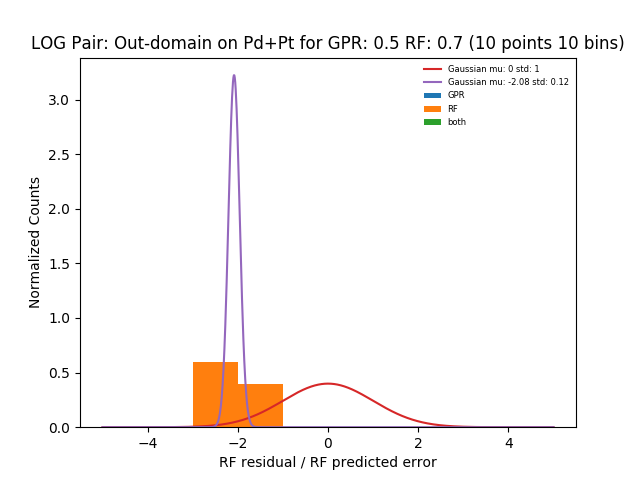 LOG Pair: Out-domain on Pd+Pt for GPR: 0.5 RF: 0.7 (10 points 10 bins)
Gaussian mu: 0 std: 1
Gaussian mu: -2.08 std: 0.12
GPR
RF
both
Normalized Counts
3.0
2.5
2.0
1.5
1.0
0.5
0.0
−4 −2 0 2 4
RF residual / RF predicted error